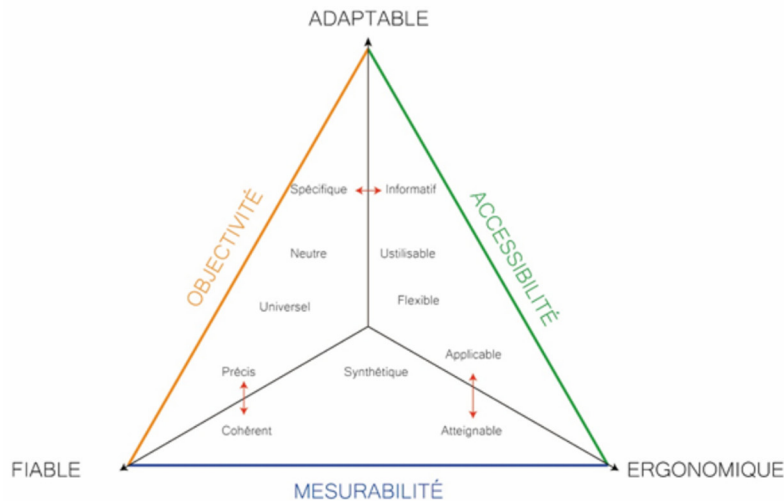 ADAPTABLE
OBJECTIVITÉ
ACCESSIBILITÉ
Spécifique
Informatif
Neutre
Ustilisable
Universel
Flexible
Précis
Synthétique
Applicable
Cohérent
Atteignable
FIABLE
ERGONOMIQUE
MESURABILITÉ